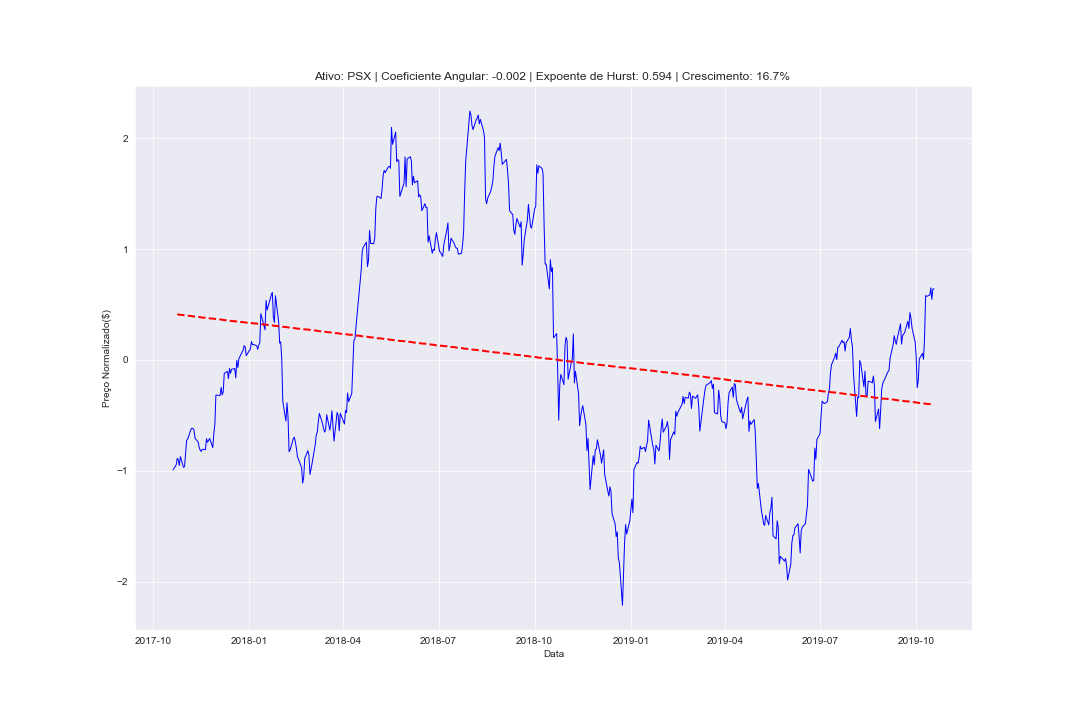 Ativo: PSX | Coeficiente Angular: -0.002 | Expoente de Hurst: 0.594 | Crescimento: 16.7%
Preço Normalizado($)
2
1
0
−1
−2
2017-10 2018-01 2018-04 2018-07 2018-10 2019-01 2019-04 2019-07 2019-10
Data